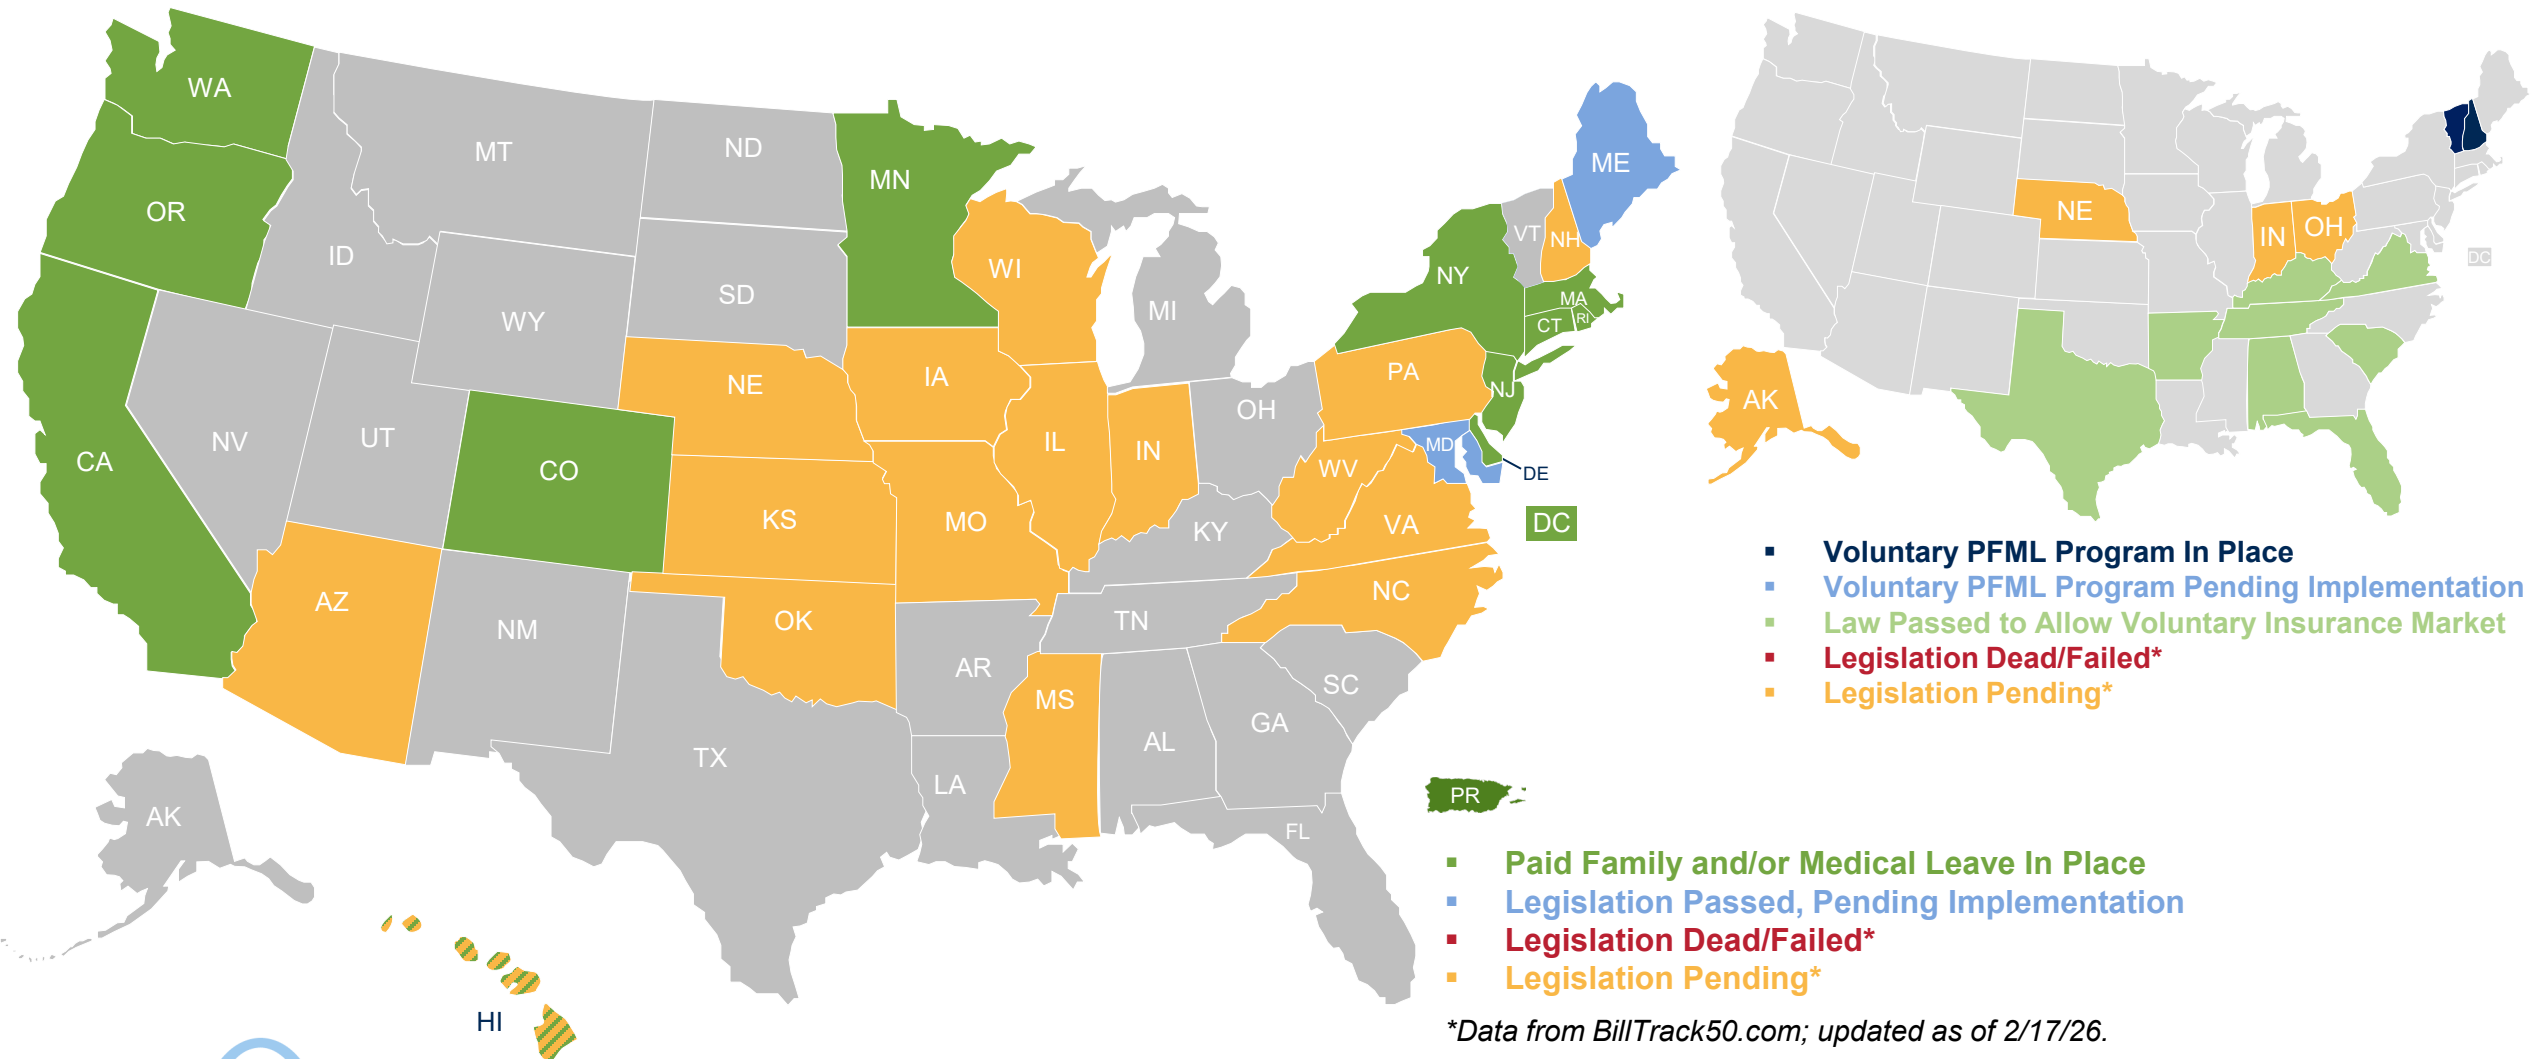 WA
MT
ND
MN
OR
ID
SD
WY
WI
MI
NY
VT
NH
ME
MA
CT
RI
NE
IA
PA
NJ
NV
UT
CO
CA
IL
IN
OH
MD
DE
WV
KS
MO
KY
VA
DC
AZ
NM
OK
AR
TN
NC
MS
SC
TX
LA
AL
GA
FL
AK
HI
PR
NE
IN
OH
DC
AK
▪ Voluntary PFML Program In Place
▪ Voluntary PFML Program Pending Implementation
▪ Law Passed to Allow Voluntary Insurance Market
▪ Legislation Dead/Failed*
▪ Legislation Pending*
▪ Paid Family and/or Medical Leave In Place
▪ Legislation Passed, Pending Implementation
▪ Legislation Dead/Failed*
▪ Legislation Pending*
*Data from BillTrack50.com; updated as of 2/17/26.